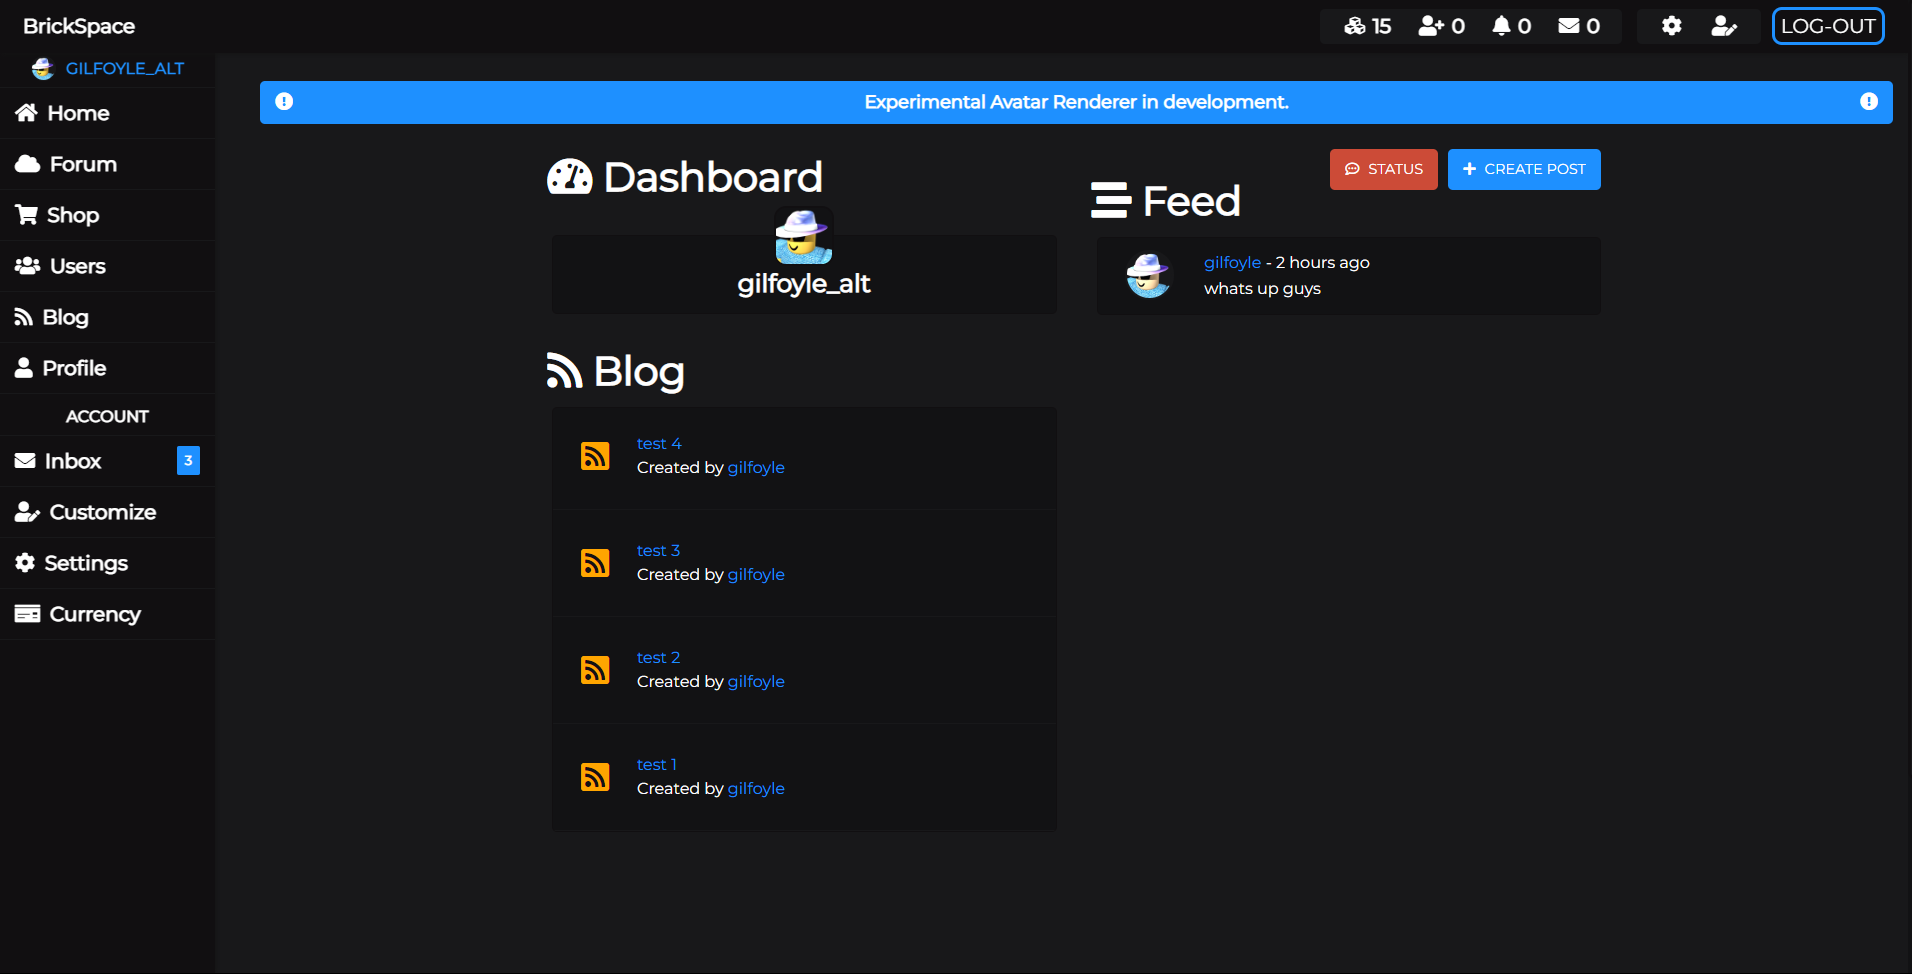 BrickSpace
15
0
0
0
LOG-OUT
GILFOYLE_ALT
Home
Forum
Shop
Users
Blog
Profile
ACCOUNT
Inbox
3
Customize
Settings
Currency
Experimental Avatar Renderer in development.
Dashboard
gilfoyle_alt
Blog
test 4
Created by gilfoyle
test 3
Created by gilfoyle
test 2
Created by gilfoyle
test 1
Created by gilfoyle
STATUS
CREATE POST
Feed
gilfoyle - 2 hours ago
whats up guys